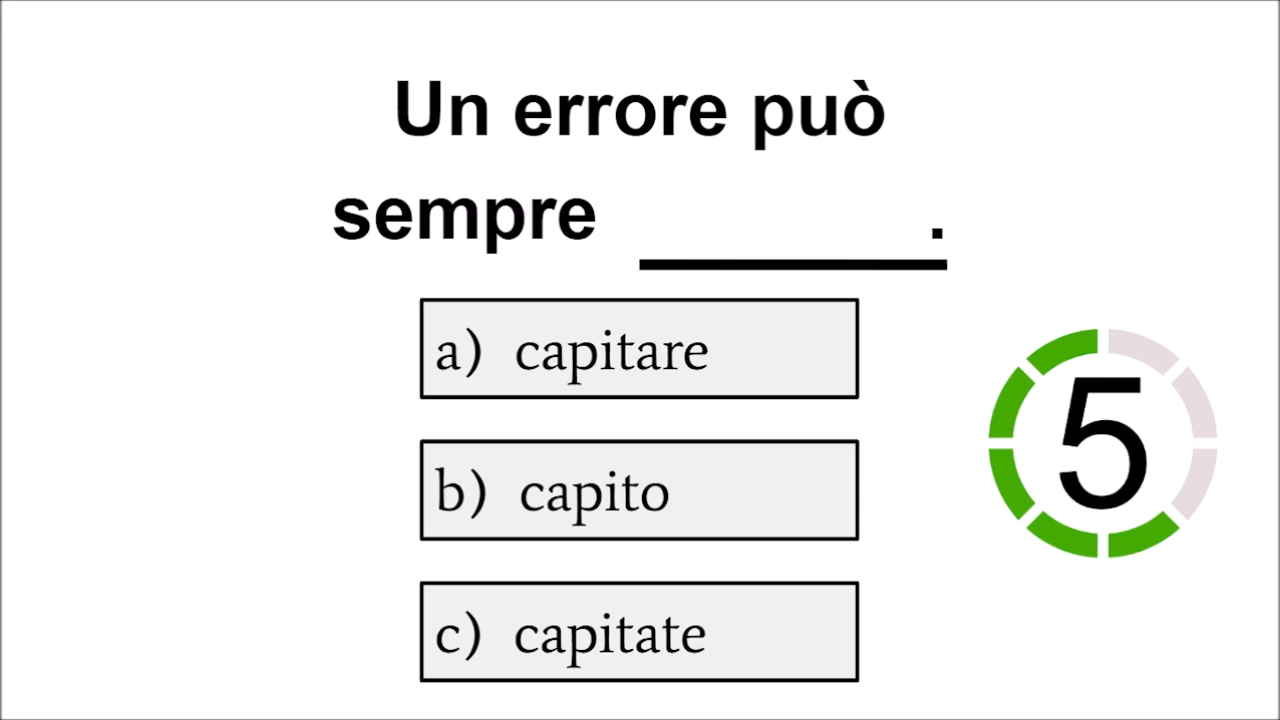 Un errore può
sempre ________.
a) capitare
b) capito
c) capitate
5